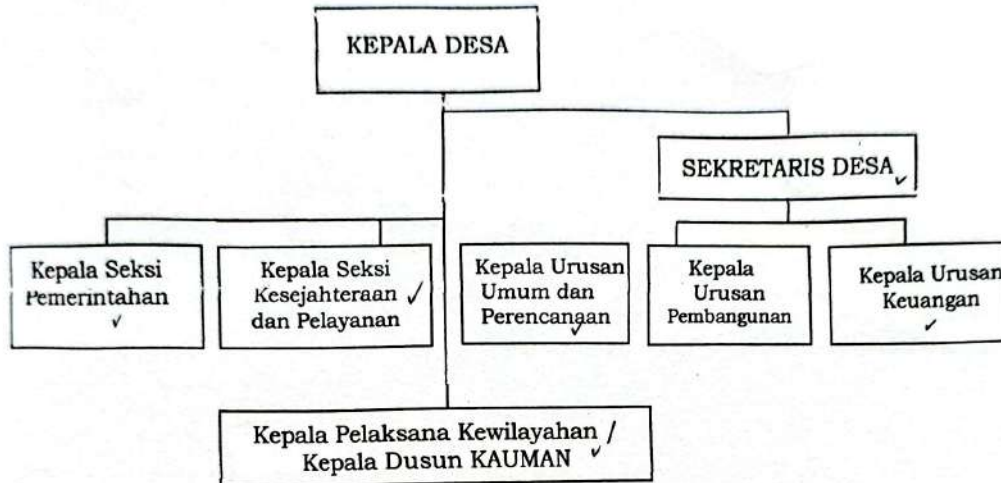 KEPALA DESA
SEKRETARIS DESA
Kepala Seksi
Pemerintahan
Kepala Seksi
Kesejahteraan
dan Pelayanan
Kepala Urusan
Umum dan
Perencanaan
Kepala
Urusan
Pembangunan
Kepala Urusan
Keuangan
Kepala Pelaksana Kewilayahan /
Kepala Dusun KAUMAN